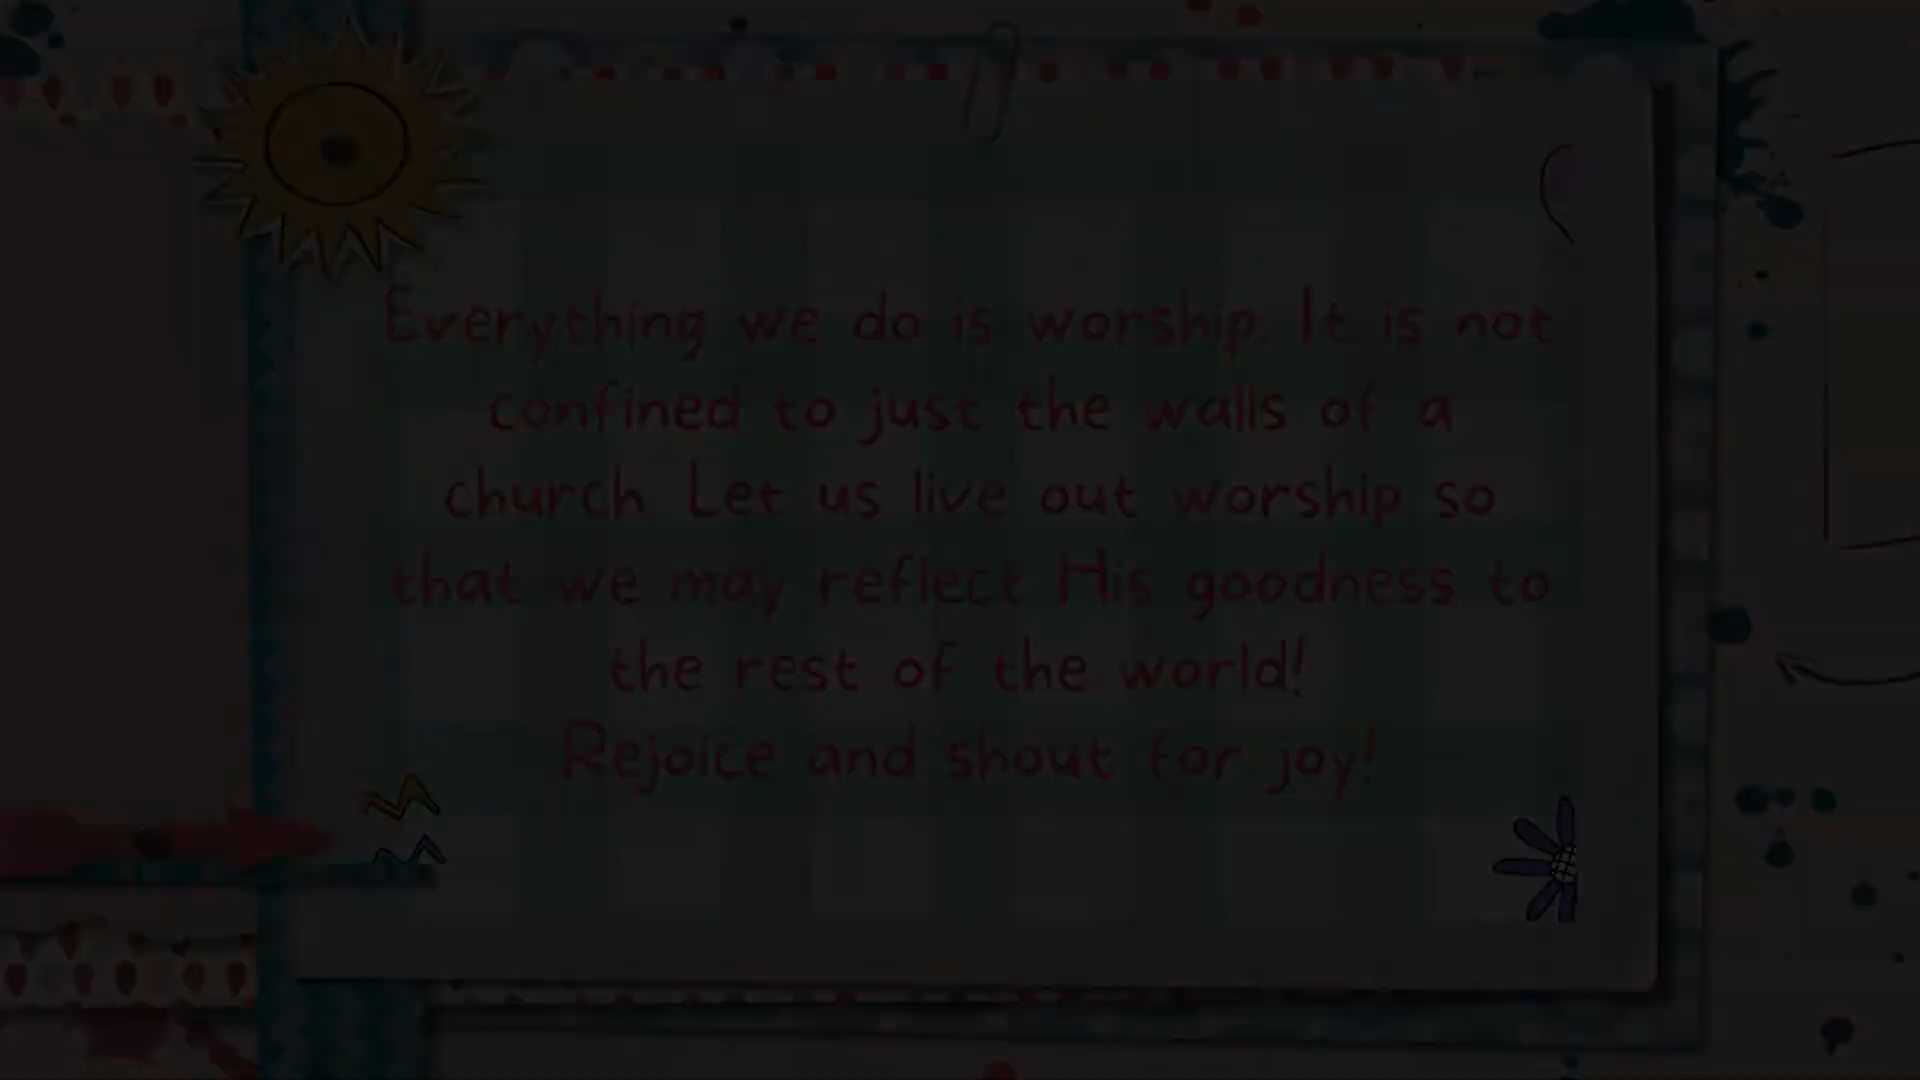 Everything we do is worship. It is not
confined to just the walls of a
church. Let us live out worship so
that we may reflect His goodness to
the rest of the world!
Rejoice and shout for joy!